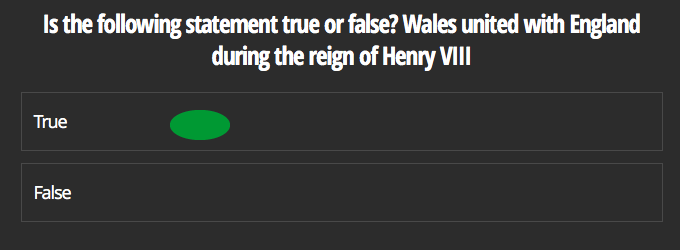 Is the following statement true or false? Wales united with England
during the reign of Henry VIII
True
False